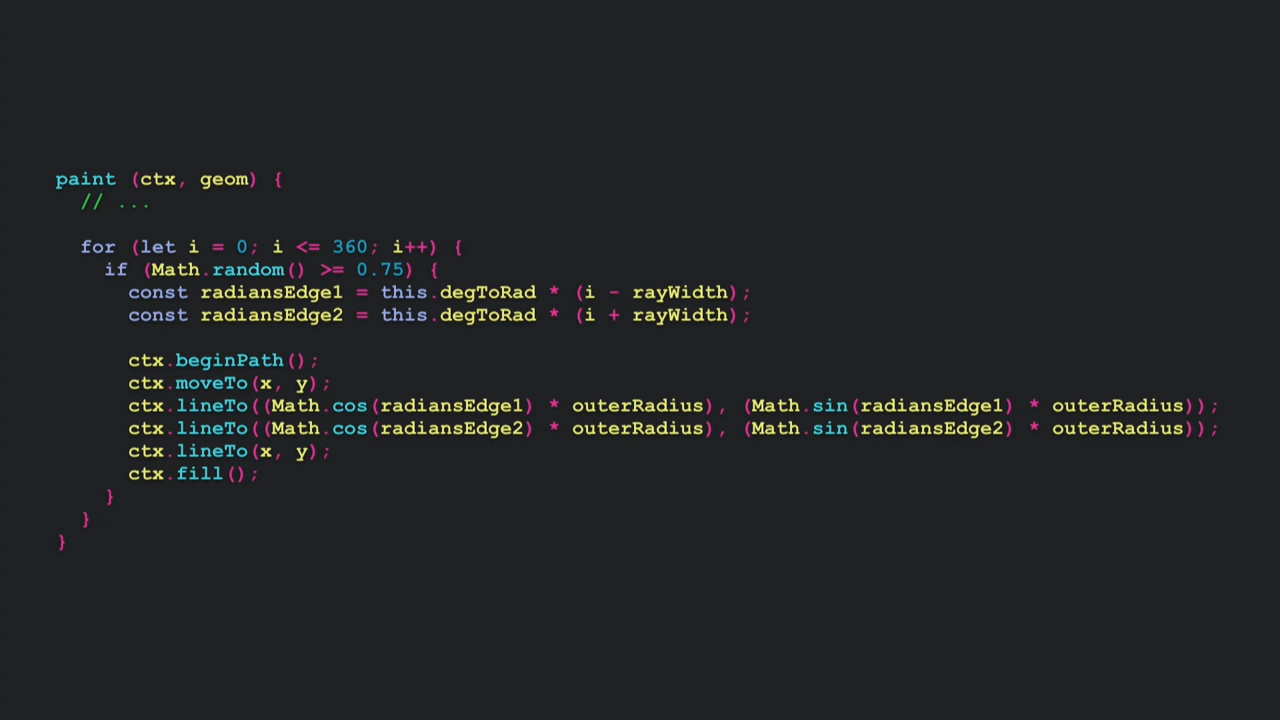 paint (ctx, geom) {
  // ...

  for (let i = 0; i <= 360; i++) {
    if (Math.random() >= 0.75) {
      const radiansEdge1 = this.degToRad * (i - rayWidth);
      const radiansEdge2 = this.degToRad * (i + rayWidth);

      ctx.beginPath();
      ctx.moveTo(x, y);
      ctx.lineTo((Math.cos(radiansEdge1) * outerRadius), (Math.sin(radiansEdge1) * outerRadius));
      ctx.lineTo((Math.cos(radiansEdge2) * outerRadius), (Math.sin(radiansEdge2) * outerRadius));
      ctx.lineTo(x, y);
      ctx.fill();
    }
  }
}